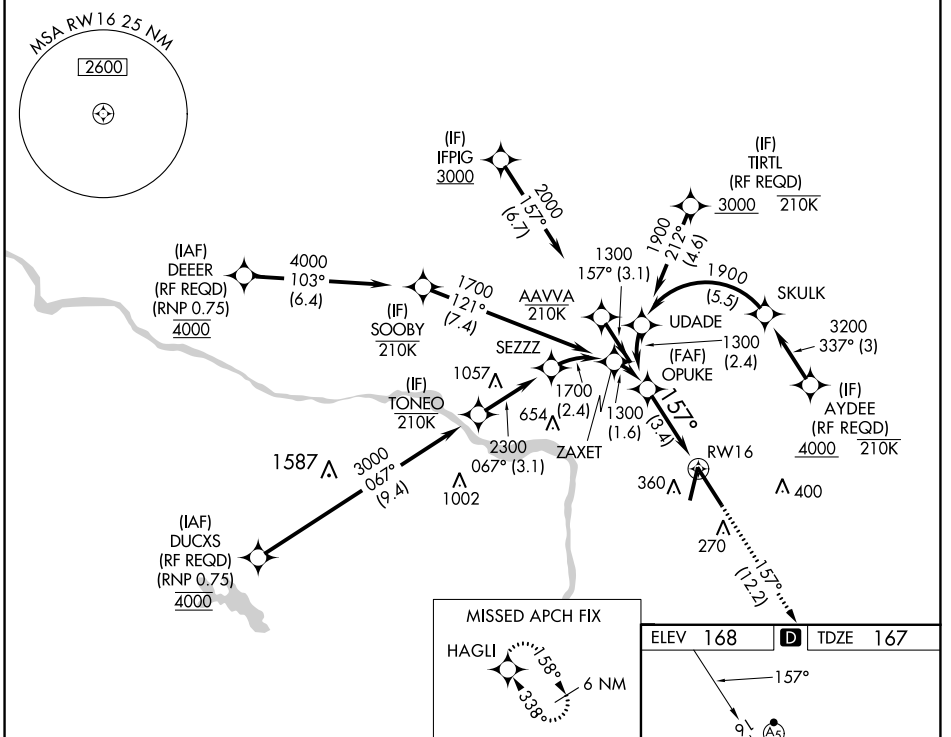 MSA RW16 25 NM
2600
(IF)
IFPIG
3000
2000
157°
(6.7)
(IF)
TIRTL
(RF REQD)
3000
210K
1900
212°
(4.6)
(IAF)
DEEER
(RF REQD)
(RNP 0.75)
4000
4000
103°
(6.4)
(IF)
SOOBY
210K
1700
121°
(7.4)
AAVVA
210K
1300
157° (3.1)
1900
(5.5)
SKULK
UDADE
1300
(2.4)
3200
337° (3)
(IF)
AYDEE
(RF REQD)
4000
210K
(FAF)
OPUKE
SEZZZ
1700
(2.4)
ZAXET
1300
(1.6)
157°
(3.4)
RW16
1057
(IF)
TONEO
210K
654
2300
067° (3.1)
1587
3000
067°
(9.4)
1002
360
400
270
157°
(12.2)
(IAF)
DUCXS
(RF REQD)
(RNP 0.75)
4000
MISSED APCH FIX
HAGLI
158°
338°
6 NM
ELEV 168 D TDZE 167
157°
16
A5